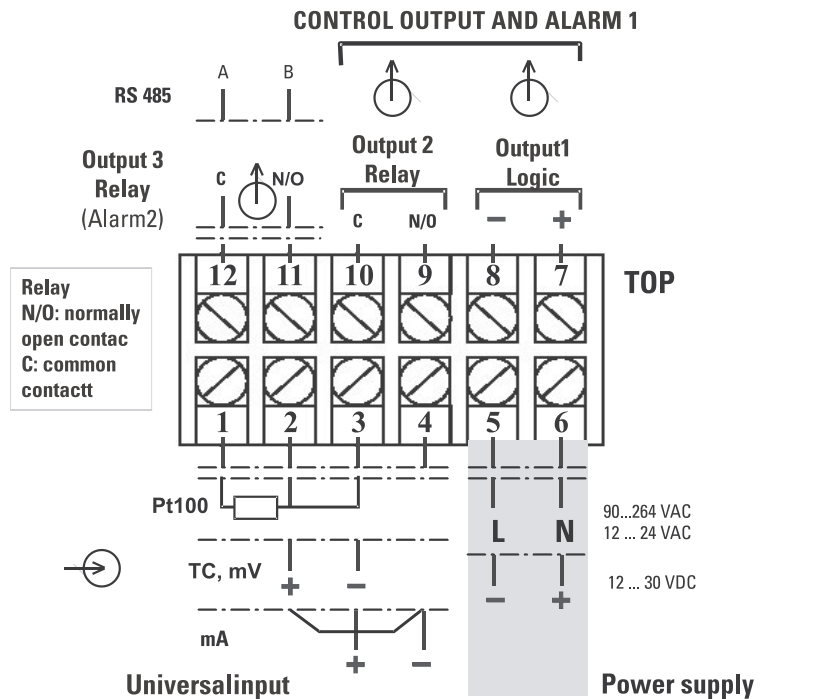 CONTROL OUTPUT AND ALARM 1
A B
RS 485
Output 2
Relay
Output1
Logic
Output 3
Relay
(Alarm2)
C N/O
C N/O − +
12 11 10 9 8 7
TOP
Relay
N/O: normally
open contac
C: common
contactt
1 2 3 4 5 6
Pt100
L N
90...264 VAC
12 ... 24 VAC
TC, mV
+ −
− +
12 ... 30 VDC
mA
+ −
Universalinput
Power supply